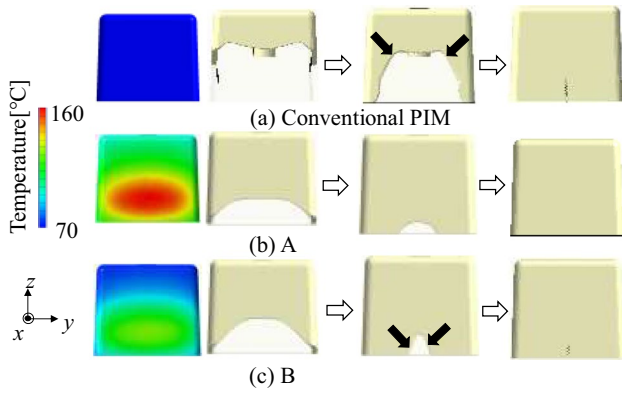 (a) Conventional PIM
Temperature[°C]
160
70
(b) A
z
x
y
(c) B